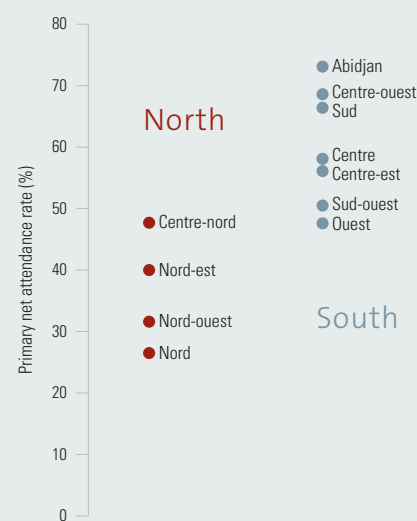 Primary net attendance rate (%)
80
70
60
50
40
30
20
10
0
North
Centre-nord
Nord-est
Nord-ouest
Nord
Abidjan
Centre-ouest
Sud
Centre
Centre-est
Sud-ouest
Ouest
South